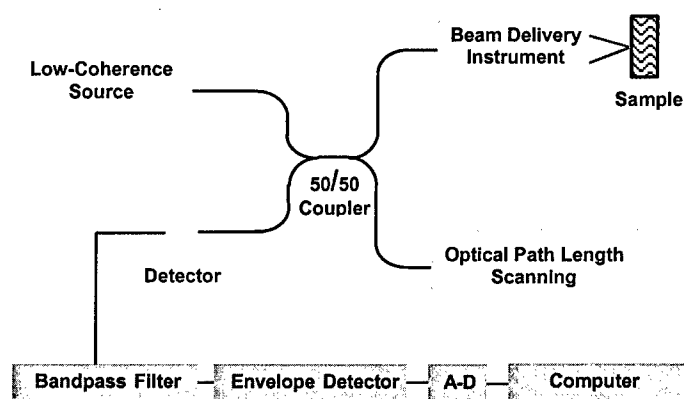 Low-Coherence
Source
Beam Delivery
Instrument
Sample
50/50
Coupler
Detector
Optical Path Length
Scanning
Bandpass Filter
Envelope Detector
A-D
Computer